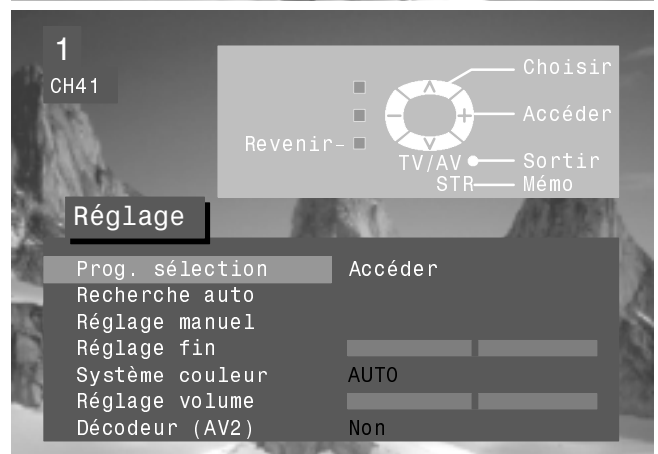 1
CH41
Choisir
Accéder
Revenir
TV/AV Sortir
STR Mémo
Réglage
Prog. sélection Accéder
Recherche auto
Réglage manuel
Réglage fin
Système couleur AUTO
Réglage volume
Décodeur (AV2) Non